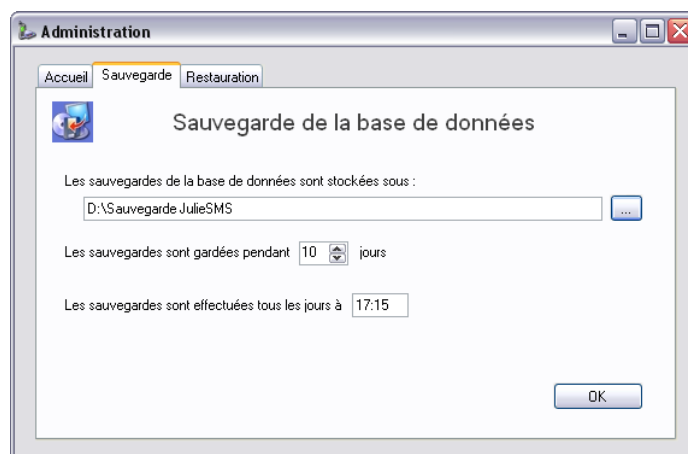 Administration
Accueil Sauvegarde Restauration
Sauvegarde de la base de données
Les sauvegardes de la base de données sont stockées sous :
D:\Sauvegarde JulieSMS ...
Les sauvegardes sont gardées pendant 10 jours
Les sauvegardes sont effectuées tous les jours à 17:15
OK